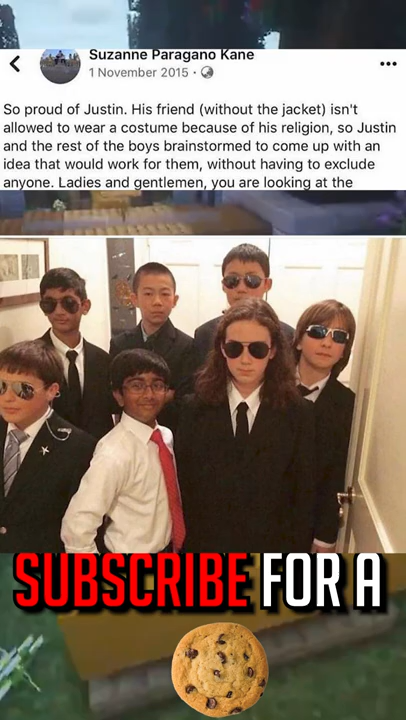 Suzanne Paragano Kane
1 November 2015 ·
So proud of Justin. His friend (without the jacket) isn't
allowed to wear a costume because of his religion, so Justin
and the rest of the boys brainstormed to come up with an
idea that would work for them, without having to exclude
anyone. Ladies and gentlemen, you are looking at the
SUBSCRIBE FOR A